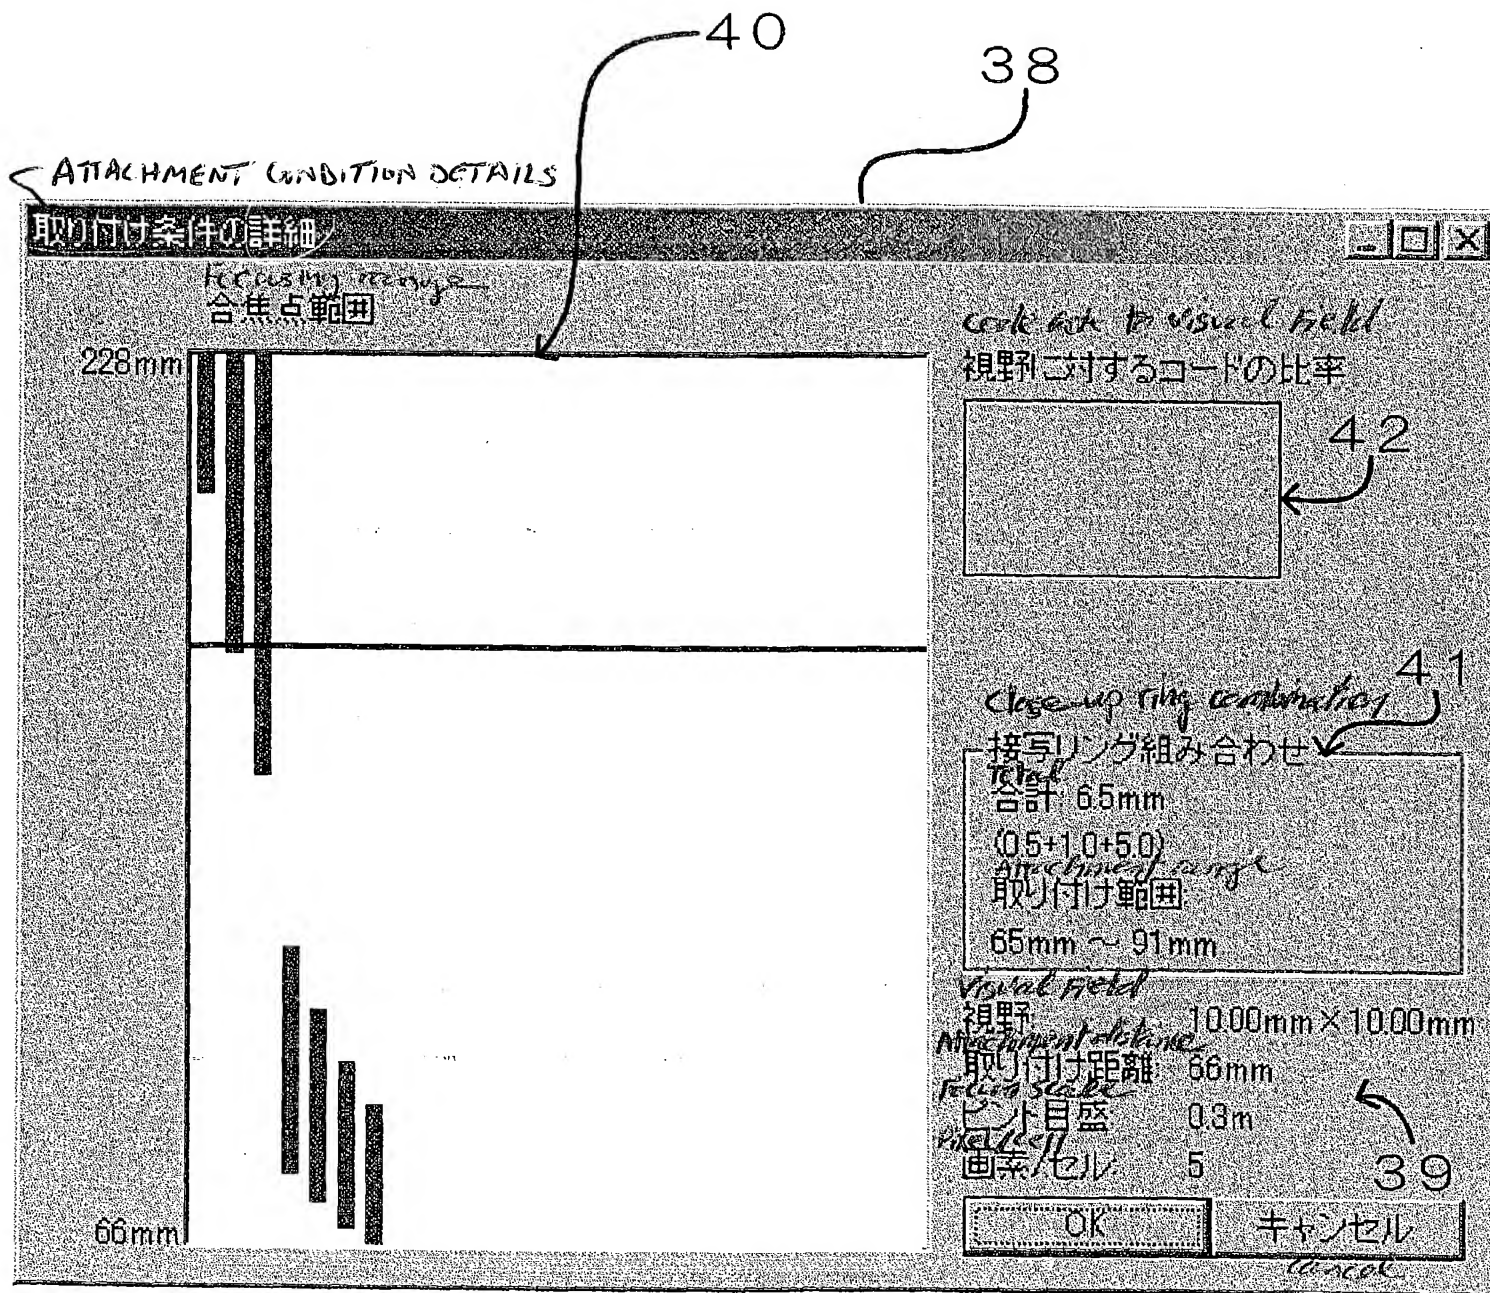 40
38
ATTACHMENT CONDITION DETAILS
取り付け条件の詳細
Focusing range
合焦点範囲
228mm
66mm
to visual field
視野に対するコードの比率
42
41
Close-up ring combination
接写リング組み合わせ
Total
合計: 6.5mm
(0.5+1.0+5.0)
Attachment range
取り付け範囲:
65mm ～ 91mm
Visual Field
視野: 10.00mm×10.00mm
Attachment distance
取り付け距離: 66mm
Focus scale
ピント目盛: 0.3m
Pixel/cell
画素/セル: 5
39
OK
キャンセル
cancel